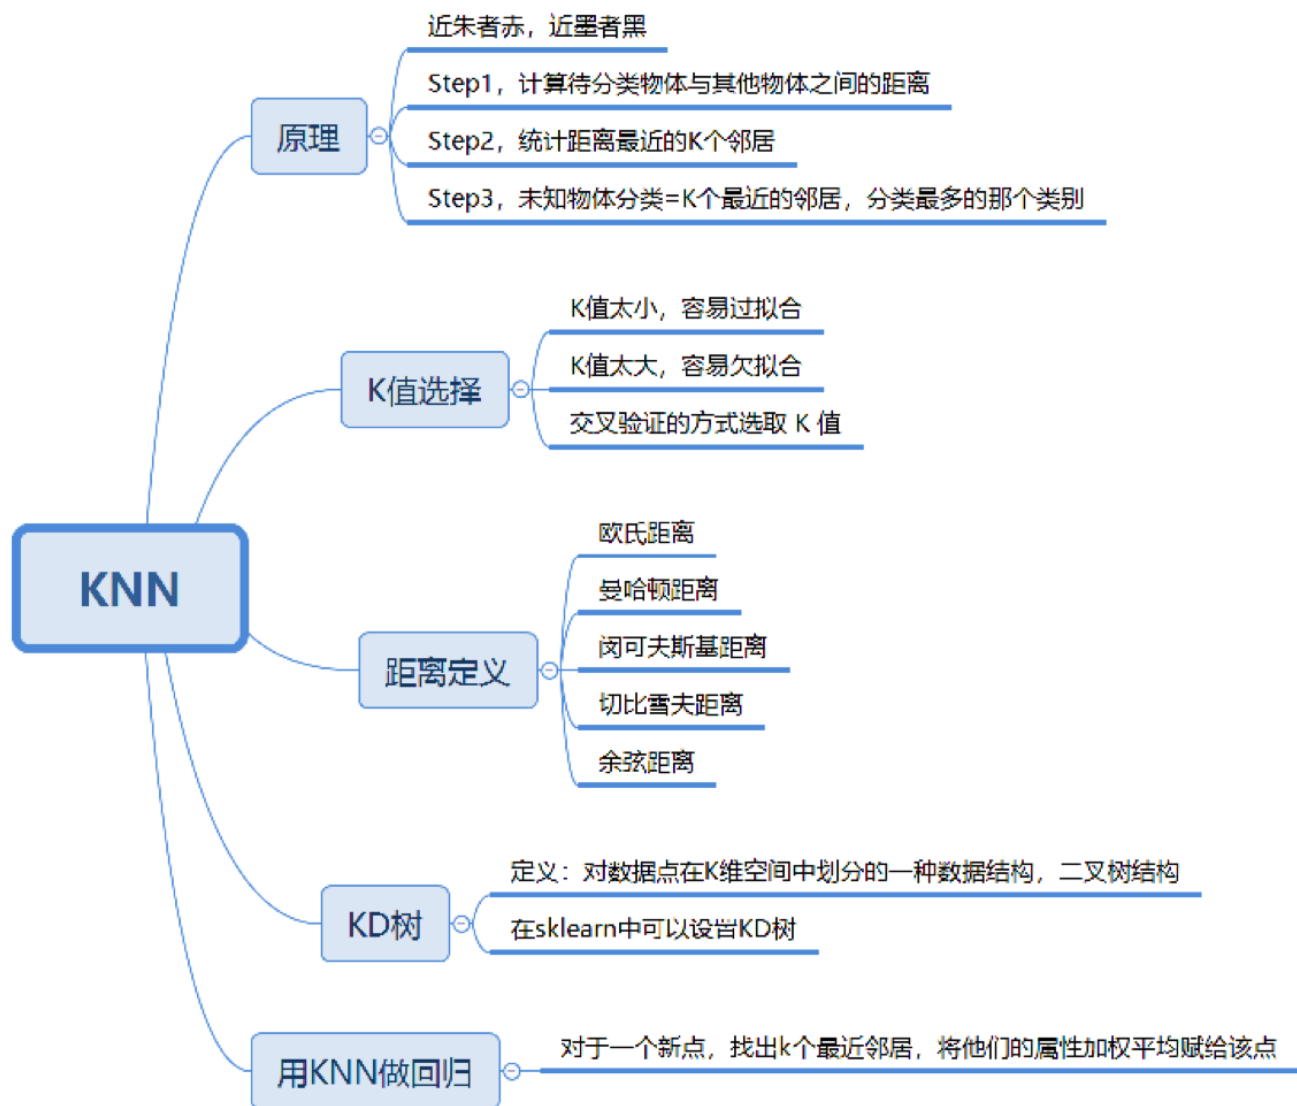 近朱者赤，近墨者黑
Step1，计算待分类物体与其他物体之间的距离
原理
Step2，统计距离最近的K个邻居
Step3，未知物体分类=K个最近的邻居，分类最多的那个类别
K值太小，容易过拟合
K值选择
K值太大，容易欠拟合
交叉验证的方式选取 K 值
KNN
欧氏距离
曼哈顿距离
距离定义
闵可夫斯基距离
切比雪夫距离
余弦距离
定义：对数据点在K维空间中划分的一种数据结构，二叉树结构
KD树
在sklearn中可以设置KD树
用KNN做回归
对于一个新点，找出k个最近邻居，将他们的属性加权平均赋给该点